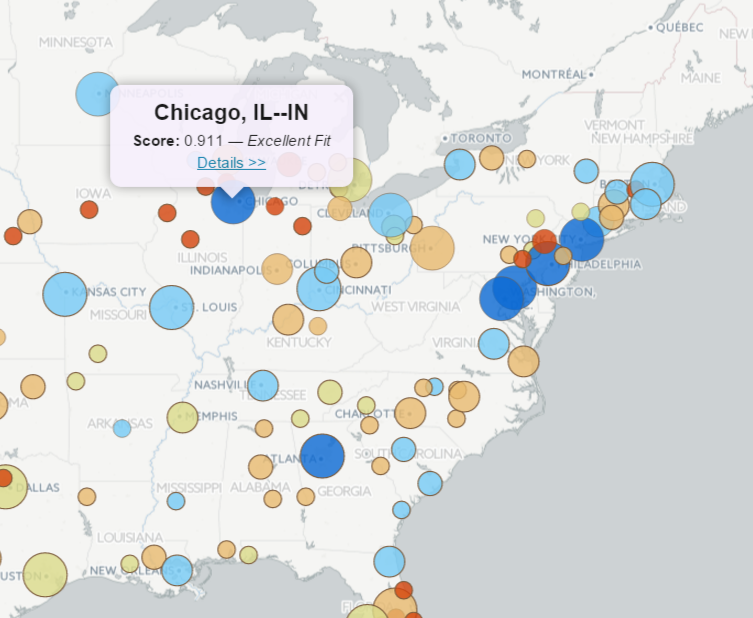 QUÉBEC
MINNESOTA
MONTRÉAL
MAINE
Chicago, IL--IN
Score: 0.911 — Excellent Fit
Details >>
VERMONT
NEW HAMPSHIRE
TORONTO
IOWA
CHICAGO
CLEVELAND
NEW YORK CITY
PITTSBURGH
ILLINOIS
INDIANAPOLIS
COLUMBUS
PHILADELPHIA
KANSAS CITY
CINCINNATI
WASHINGTON,
MISSOURI
ST. LOUIS
WEST VIRGINIA
KENTUCKY
VIRGINIA
NASHVILLE
TENNESSEE
MEMPHIS
CHARLOTTE
ARKANSAS
ATLANTA
SOUTH CAROLINA
DALLAS
MISSISSIPPI
ALABAMA
GEORGIA
LOUISIANA
NEW ORLEANS